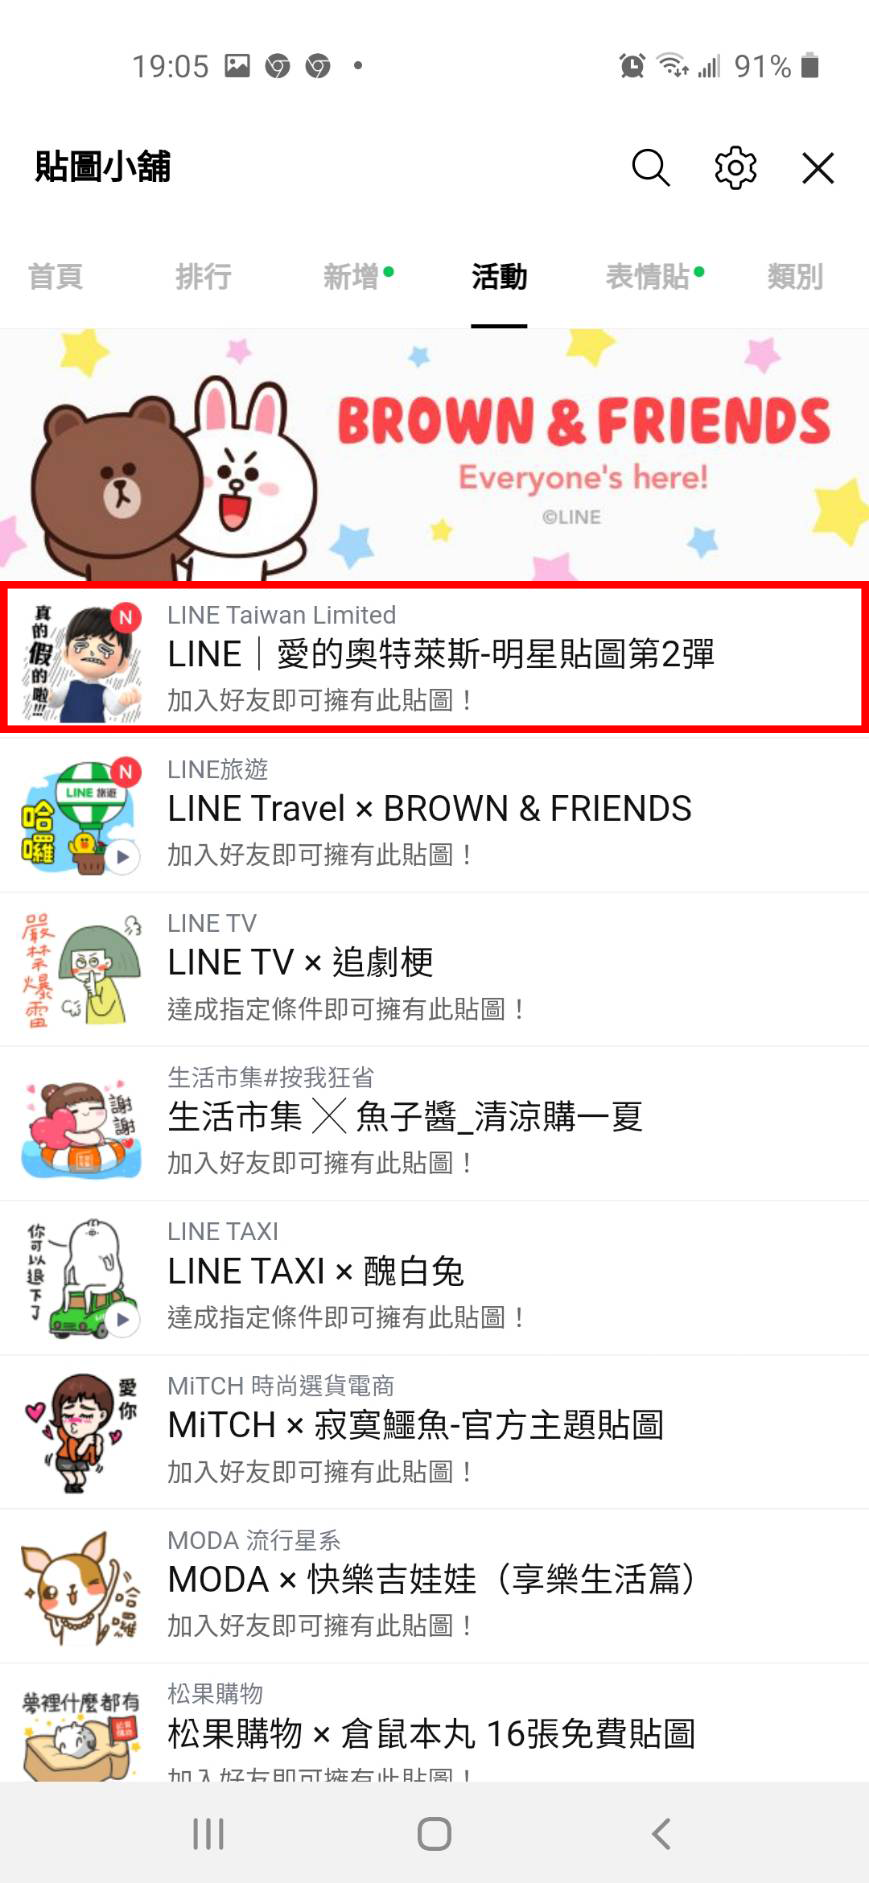 19:05
91%
貼圖小舖
首頁 排行 新增 活動 表情貼 類別
BROWN & FRIENDS
Everyone's here!
©LINE
真的假的啦!!!
N
LINE Taiwan Limited
LINE｜愛的奧特萊斯-明星貼圖第2彈
加入好友即可擁有此貼圖！
LINE 旅遊
哈囉
N
LINE旅遊
LINE Travel × BROWN & FRIENDS
加入好友即可擁有此貼圖！
嚴禁爆雷
LINE TV
LINE TV × 追劇梗
達成指定條件即可擁有此貼圖！
謝謝
生活市集#按我狂省
生活市集 ╳ 魚子醬_清涼購一夏
加入好友即可擁有此貼圖！
你可以退下了
LINE TAXI
LINE TAXI × 醜白兔
達成指定條件即可擁有此貼圖！
愛你
MiTCH 時尚選貨電商
MiTCH × 寂寞鱷魚-官方主題貼圖
加入好友即可擁有此貼圖！
哈囉~
MODA 流行星系
MODA × 快樂吉娃娃（享樂生活篇）
加入好友即可擁有此貼圖！
夢裡什麼都有
松果購物
松果購物 × 倉鼠本丸 16張免費貼圖
加入好友即可擁有此貼圖！